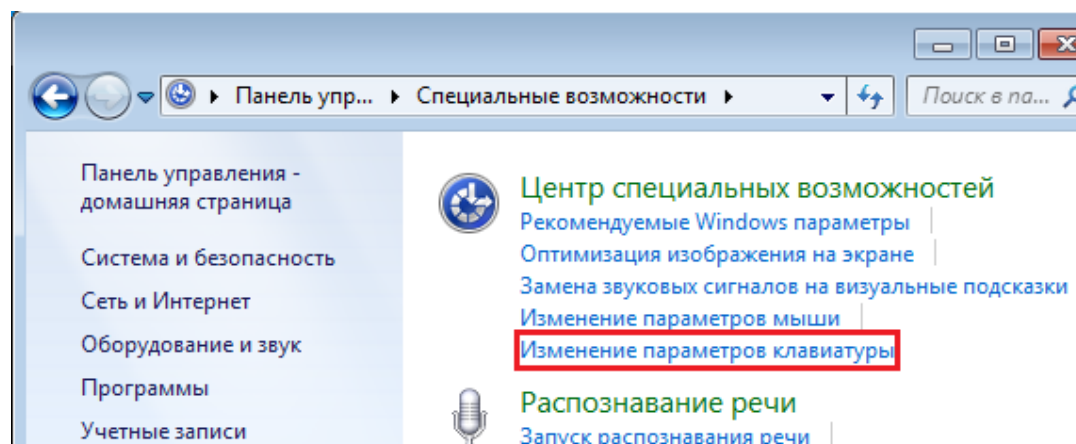 Панель упр... Специальные возможности Поиск в па...
Панель управления -
домашняя страница
Система и безопасность
Сеть и Интернет
Оборудование и звук
Программы
Учетные записи
Центр специальных возможностей
Рекомендуемые Windows параметры
Оптимизация изображения на экране
Замена звуковых сигналов на визуальные подсказки
Изменение параметров мыши
Изменение параметров клавиатуры
Распознавание речи
Запуск распознавания речи